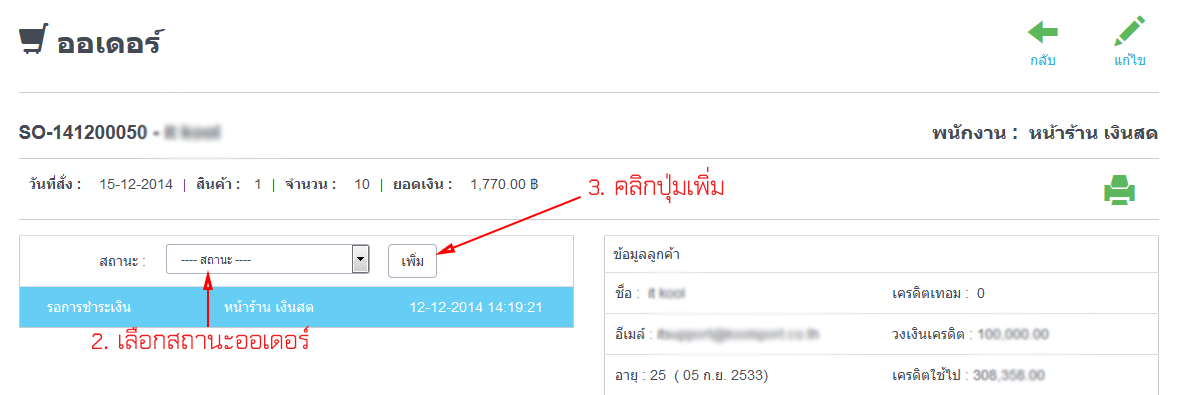 ออเดอร์
กลับ
แก้ไข
SO-141200050 -
พนักงาน : หน้าร้าน เงินสด
วันที่สั่ง : 15-12-2014 | สินค้า : 1 | จำนวน : 10 | ยอดเงิน : 1,770.00 ฿
3. คลิกปุ่มเพิ่ม
สถานะ : ---- สถานะ ---- เพิ่ม
รอการชำระเงิน หน้าร้าน เงินสด 12-12-2014 14:19:21
2. เลือกสถานะออเดอร์
ข้อมูลลูกค้า
ชื่อ : เครดิตเทอม : 0
อีเมล์ : วงเงินเครดิต : 100,000.00
อายุ : 25 ( 05 ก.ย. 2533) เครดิตใช้ไป : 308,358.00